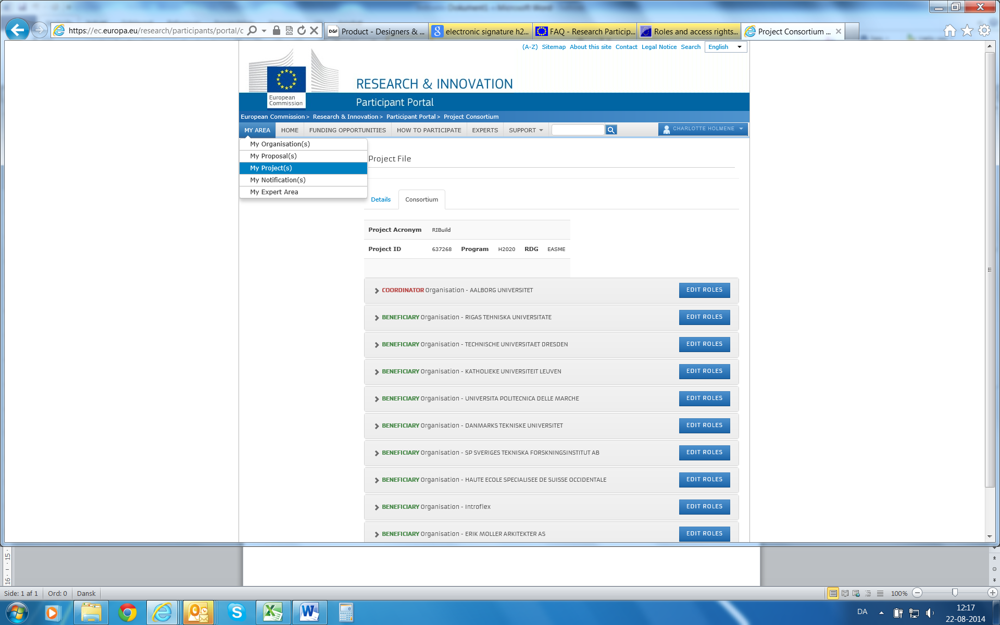 https://ec.europa.eu/research/participants/portal/c
D&F Product - Designers & ...
electronic signature h2...
FAQ - Research Particip...
Roles and access rights...
Project Consortium ...
(A-Z) Sitemap About this site Contact Legal Notice Search English
RESEARCH & INNOVATION
European
Commission
Participant Portal
European Commission > Research & Innovation > Participant Portal > Project Consortium
MY AREA HOME FUNDING OPPORTUNITIES HOW TO PARTICIPATE EXPERTS SUPPORT CHARLOTTE HOLMENE
My Organisation(s)
My Proposal(s)
My Project(s)
My Notification(s)
My Expert Area
Project File
Details Consortium
Project Acronym RIBuild
Project ID 637268 Program H2020 RDG EASME
COORDINATOR Organisation - AALBORG UNIVERSITET EDIT ROLES
BENEFICIARY Organisation - RIGAS TEHNISKA UNIVERSITATE EDIT ROLES
BENEFICIARY Organisation - TECHNISCHE UNIVERSITAET DRESDEN EDIT ROLES
BENEFICIARY Organisation - KATHOLIEKE UNIVERSITEIT LEUVEN EDIT ROLES
BENEFICIARY Organisation - UNIVERSITA POLITECNICA DELLE MARCHE EDIT ROLES
BENEFICIARY Organisation - DANMARKS TEKNISKE UNIVERSITET EDIT ROLES
BENEFICIARY Organisation - SP SVERIGES TEKNISKA FORSKNINGSINSTITUT AB EDIT ROLES
BENEFICIARY Organisation - HAUTE ECOLE SPECIALISEE DE SUISSE OCCIDENTALE EDIT ROLES
BENEFICIARY Organisation - Introflex EDIT ROLES
BENEFICIARY Organisation - ERIK MOLLER ARKITEKTER AS EDIT ROLES
15
16
Side: 1 af 1 Ord: 0 Dansk 100%
DA
12:17
22-08-2014